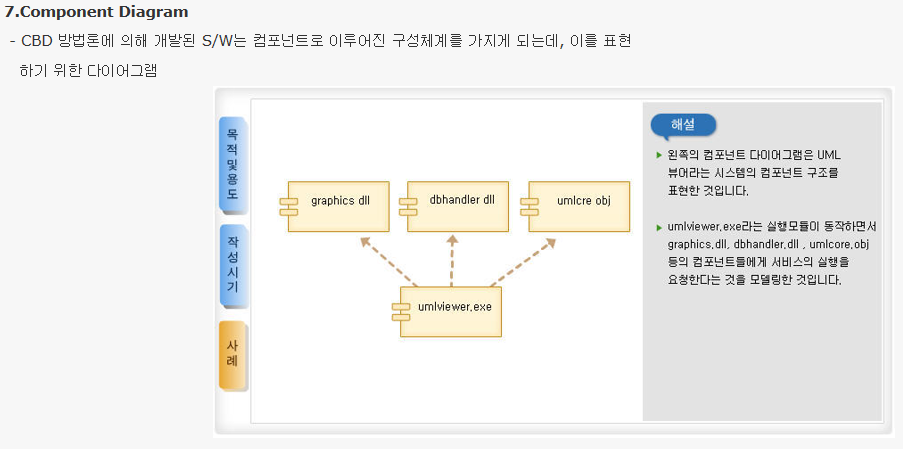 7.Component Diagram
- CBD 방법론에 의해 개발된 S/W는 컴포넌트로 이루어진 구성체계를 가지게 되는데, 이를 표현
하기 위한 다이어그램
목적및용도
작성시기
사례
graphics dll
dbhandler dll
umlcre obj
umlviewer.exe
해설
왼쪽의 컴포넌트 다이어그램은 UML
뷰어라는 시스템의 컴포넌트 구조를
표현한 것입니다.
umlviewer.exe라는 실행모듈이 동작하면서
graphics.dll, dbhandler.dll , umlcore.obj
등의 컴포넌트들에게 서비스의 실행을
요청한다는 것을 모델링한 것입니다.